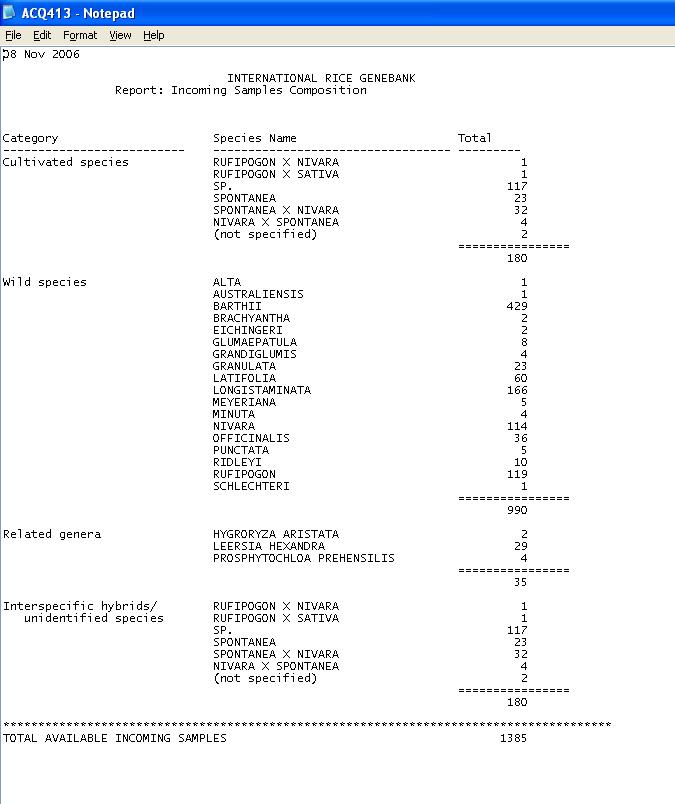 ACQ413 - Notepad
File Edit Format View Help
08 Nov 2006
INTERNATIONAL RICE GENEBANK
Report: Incoming Samples Composition
Category Species Name Total
-------------------------- ---------------------------------- ---------
Cultivated species RUFIPOGON X NIVARA 1
RUFIPOGON X SATIVA 1
SP. 117
SPONTANEA 23
SPONTANEA X NIVARA 32
NIVARA X SPONTANEA 4
(not specified) 2
================
180
Wild species ALTA 1
AUSTRALIENSIS 1
BARTHII 429
BRACHYANTHA 2
EICHINGERI 2
GLUMAEPATULA 8
GRANDIGLUMIS 4
GRANULATA 23
LATIFOLIA 60
LONGISTAMINATA 166
MEYERIANA 5
MINUTA 4
NIVARA 114
OFFICINALIS 36
PUNCTATA 5
RIDLEYI 10
RUFIPOGON 119
SCHLECHTERI 1
================
990
Related genera HYGRORYZA ARISTATA 2
LEERSIA HEXANDRA 29
PROSPHYTOCHLOA PREHENSILIS 4
================
35
Interspecific hybrids/ RUFIPOGON X NIVARA 1
unidentified species RUFIPOGON X SATIVA 1
SP. 117
SPONTANEA 23
SPONTANEA X NIVARA 32
NIVARA X SPONTANEA 4
(not specified) 2
================
180
***************************************************************************************
TOTAL AVAILABLE INCOMING SAMPLES 1385